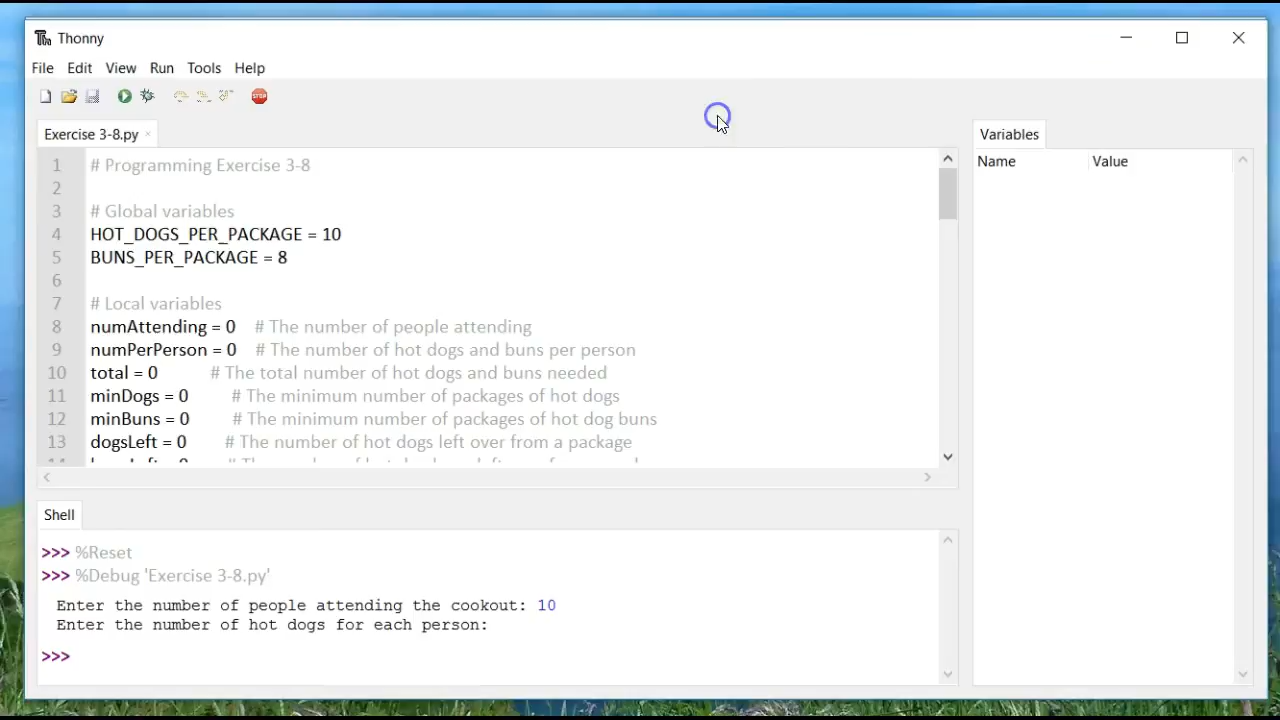 Thonny
File Edit View Run Tools Help
STOP
Exercise 3-8.py
1 # Programming Exercise 3-8
2
3 # Global variables
4 HOT_DOGS_PER_PACKAGE = 10
5 BUNS_PER_PACKAGE = 8
6
7 # Local variables
8 numAttending = 0 # The number of people attending
9 numPerPerson = 0 # The number of hot dogs and buns per person
10 total = 0 # The total number of hot dogs and buns needed
11 minDogs = 0 # The minimum number of packages of hot dogs
12 minBuns = 0 # The minimum number of packages of hot dog buns
13 dogsLeft = 0 # The number of hot dogs left over from a package
Variables
Name Value
Shell
>>> %Reset
>>> %Debug 'Exercise 3-8.py'
Enter the number of people attending the cookout: 10
Enter the number of hot dogs for each person:
>>>